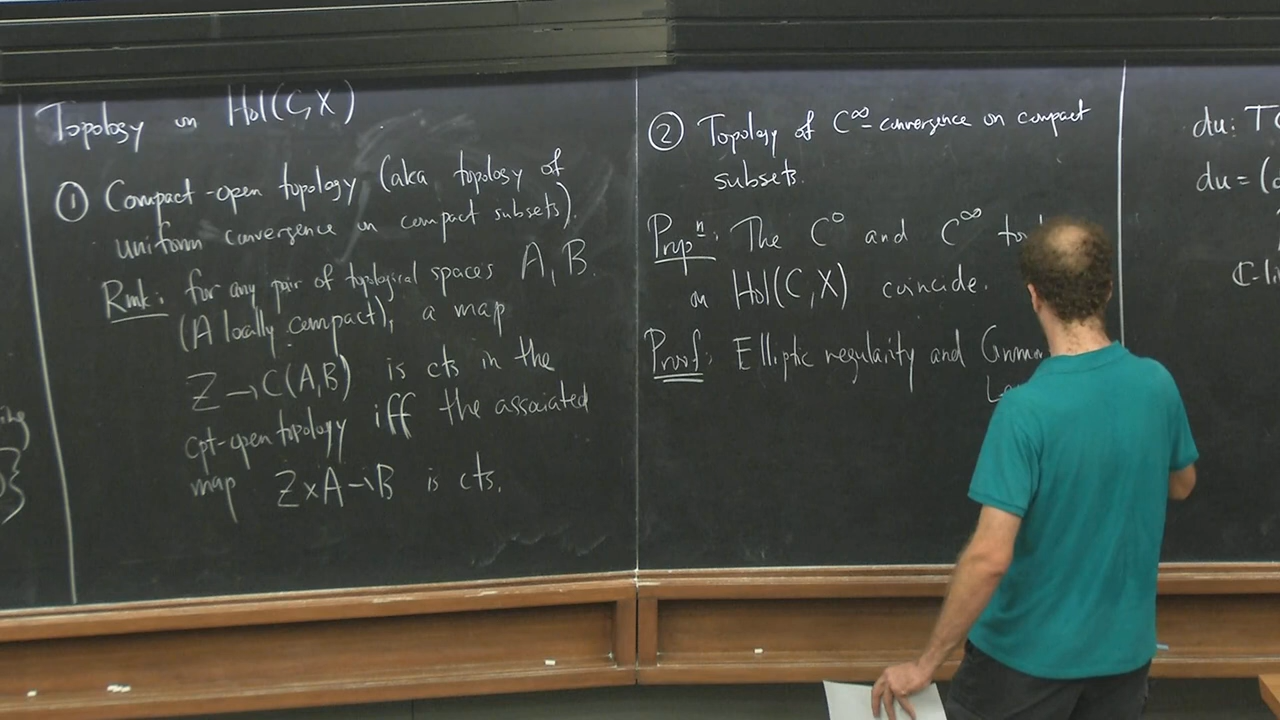 Topology on Hol(C,X)
① Compact-open topology (aka topology of
uniform convergence on compact subsets).
Rmk: for any pair of topological spaces A, B.
(A locally compact), a map
Z → C(A,B) is cts in the
cpt-open topology iff the associated
map Z×A→B is cts.
② Topology of C^∞-convergence on compact
subsets.
Prop^n: The C^0 and C^∞
on Hol(C,X) coincide.
Proof: Elliptic regularity and
du: T
du = (
C-li